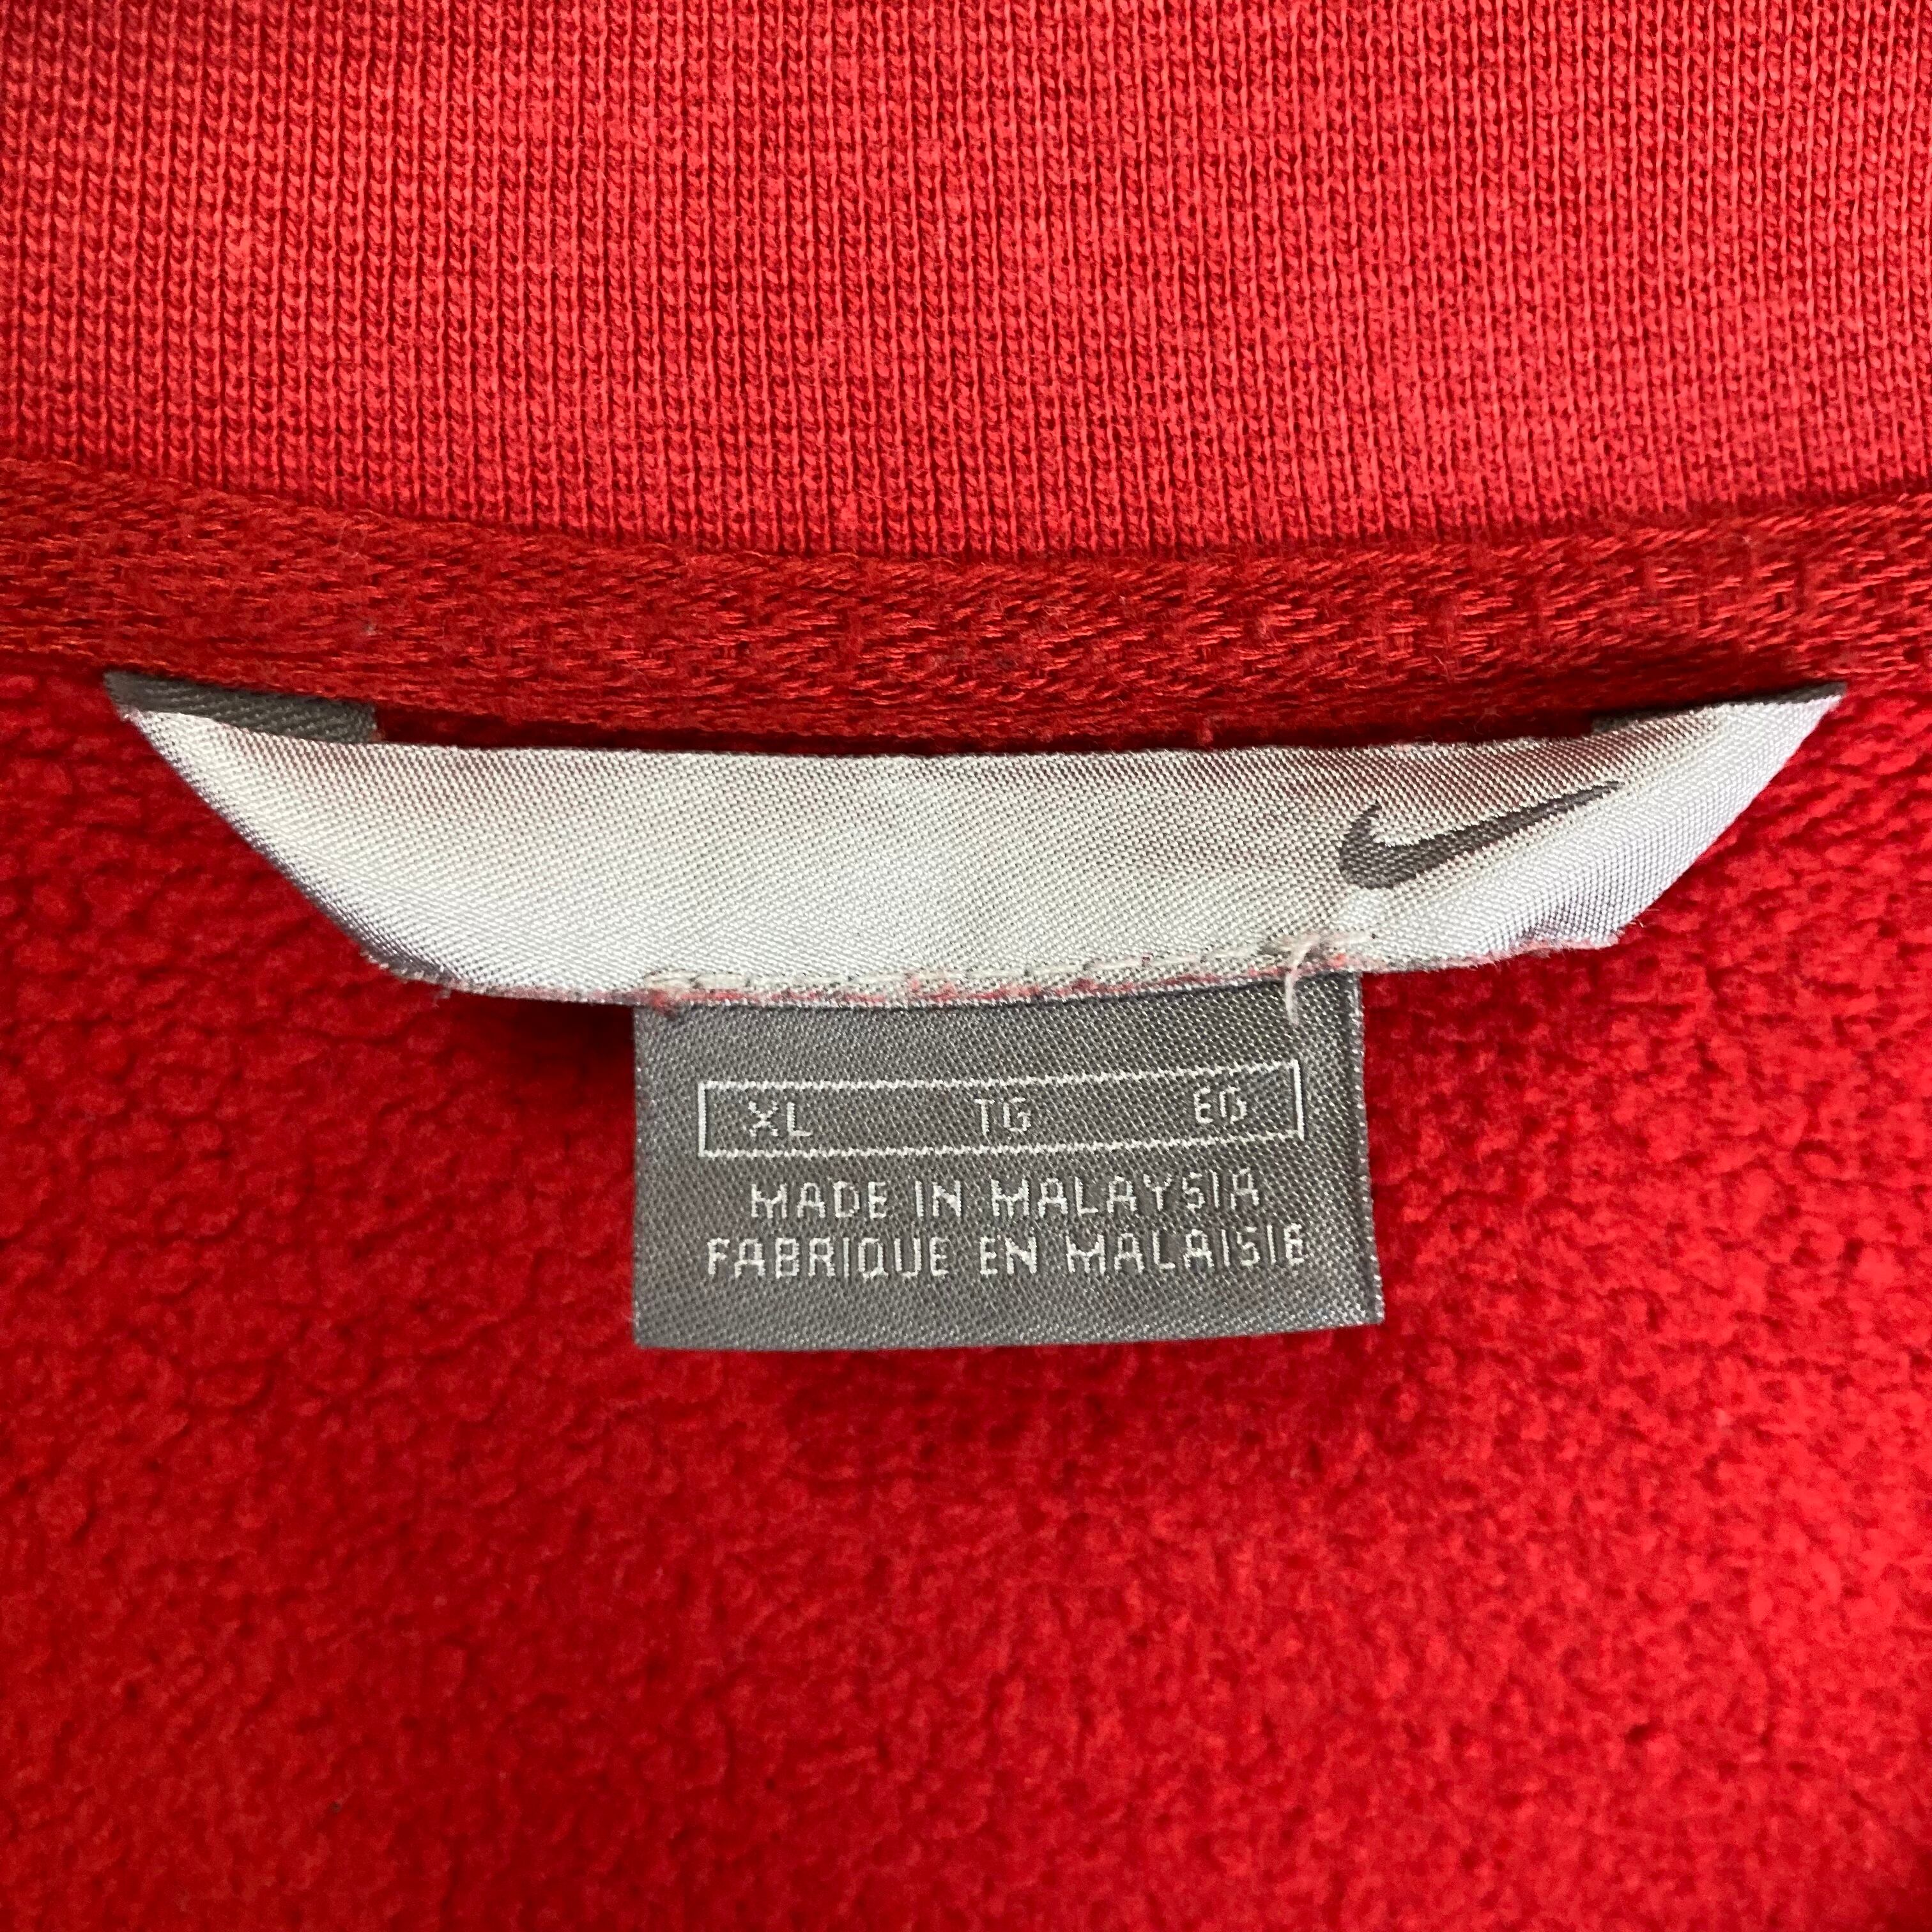 XL TG EG
MADE IN MALAYSIA
FABRIQUE EN MALAISIE